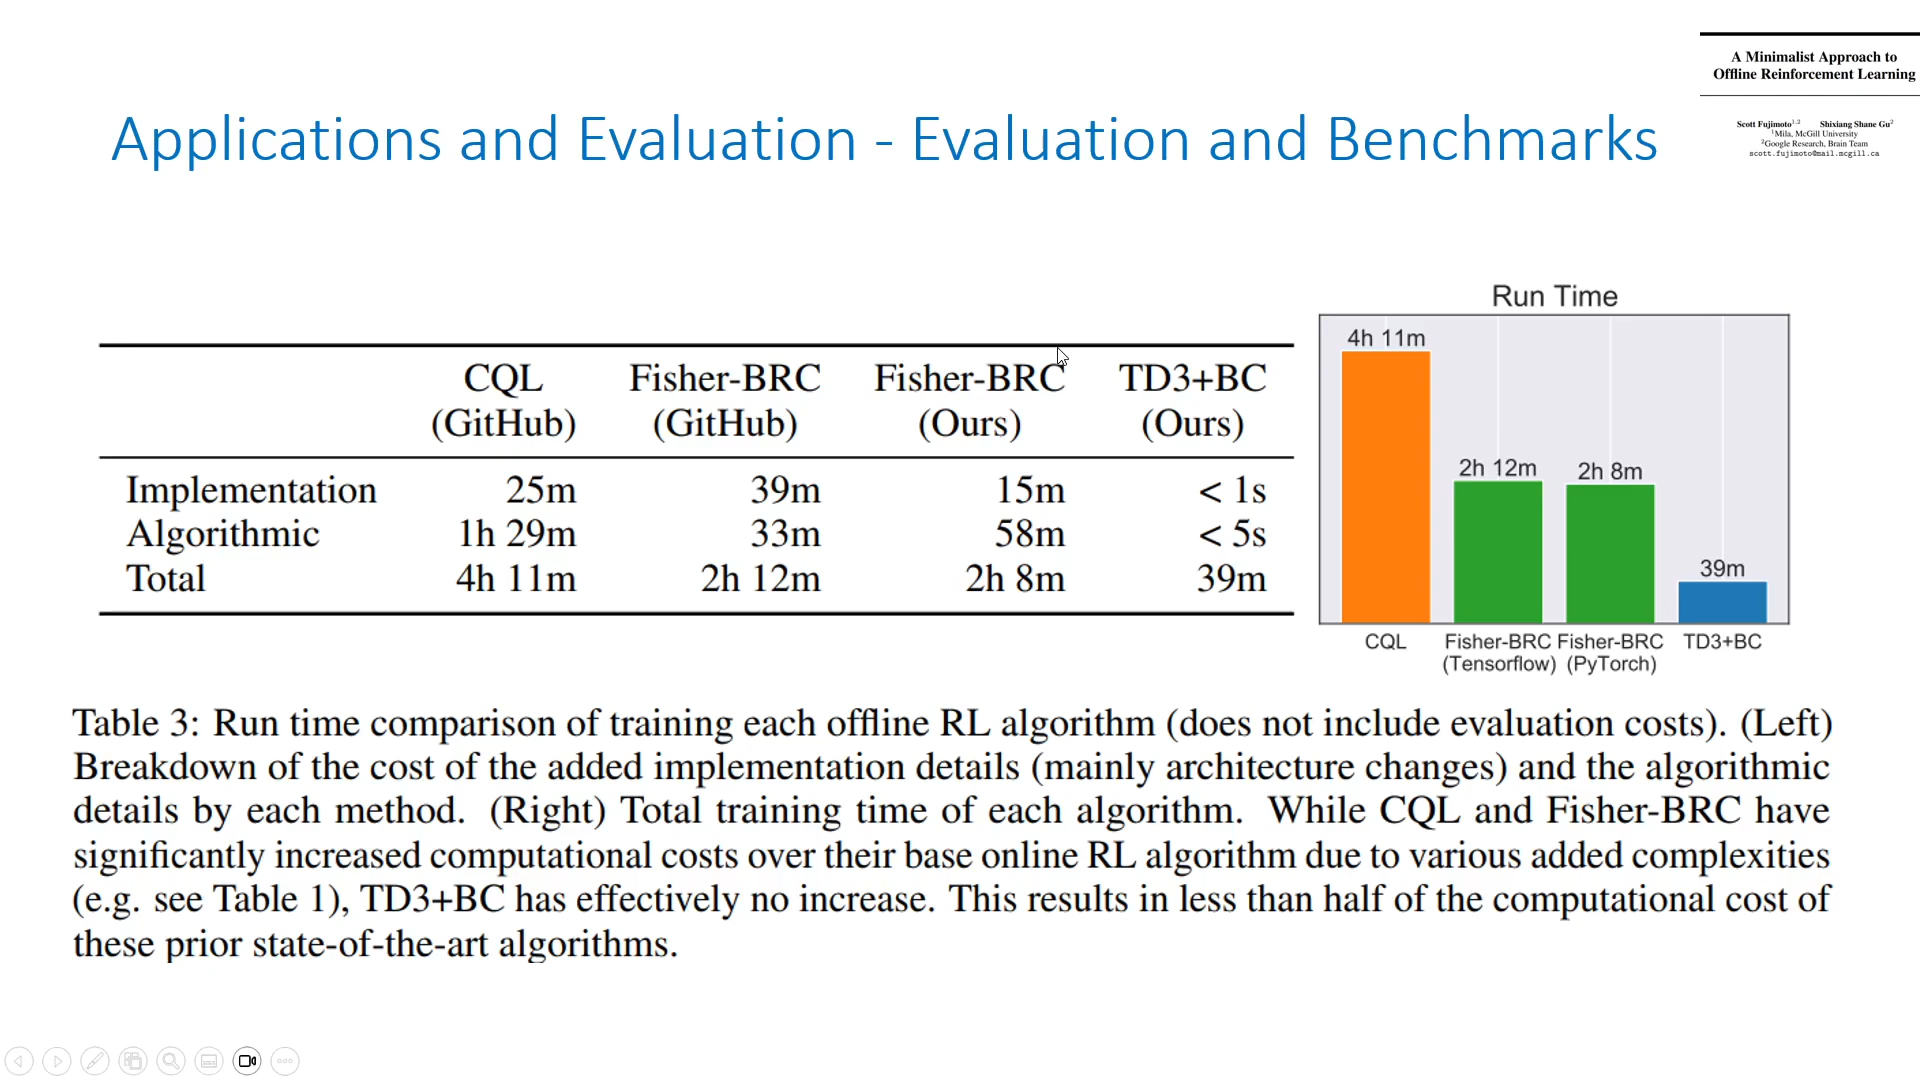 A Minimalist Approach to
Offline Reinforcement Learning
Scott Fujimoto1,2 Shixiang Shane Gu2
1Mila, McGill University
2Google Research, Brain Team
scott.fujimoto@mail.mcgill.ca
Applications and Evaluation - Evaluation and Benchmarks
CQL Fisher-BRC Fisher-BRC TD3+BC
(GitHub) (GitHub) (Ours) (Ours)
Implementation 25m 39m 15m < 1s
Algorithmic 1h 29m 33m 58m < 5s
Total 4h 11m 2h 12m 2h 8m 39m
Run Time
4h 11m
2h 12m 2h 8m
39m
CQL Fisher-BRC Fisher-BRC TD3+BC
(Tensorflow) (PyTorch)
Table 3: Run time comparison of training each offline RL algorithm (does not include evaluation costs). (Left)
Breakdown of the cost of the added implementation details (mainly architecture changes) and the algorithmic
details by each method. (Right) Total training time of each algorithm. While CQL and Fisher-BRC have
significantly increased computational costs over their base online RL algorithm due to various added complexities
(e.g. see Table 1), TD3+BC has effectively no increase. This results in less than half of the computational cost of
these prior state-of-the-art algorithms.